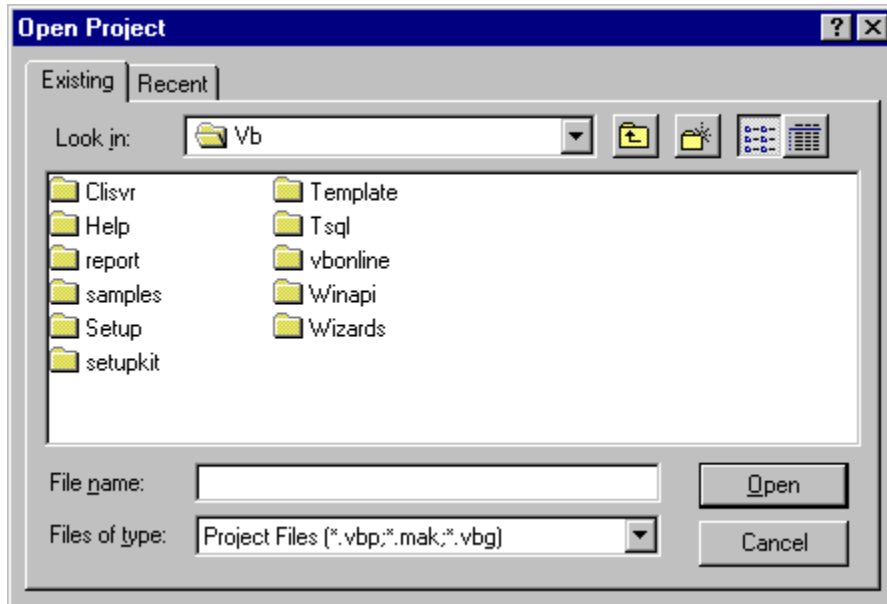 Open Project
Existing Recent
Look in: Vb
Clisvr Template
Help Tsql
report vbonline
samples Winapi
Setup Wizards
setupkit
File name: Open
Files of type: Project Files (*.vbp;*.mak;*.vbg) Cancel